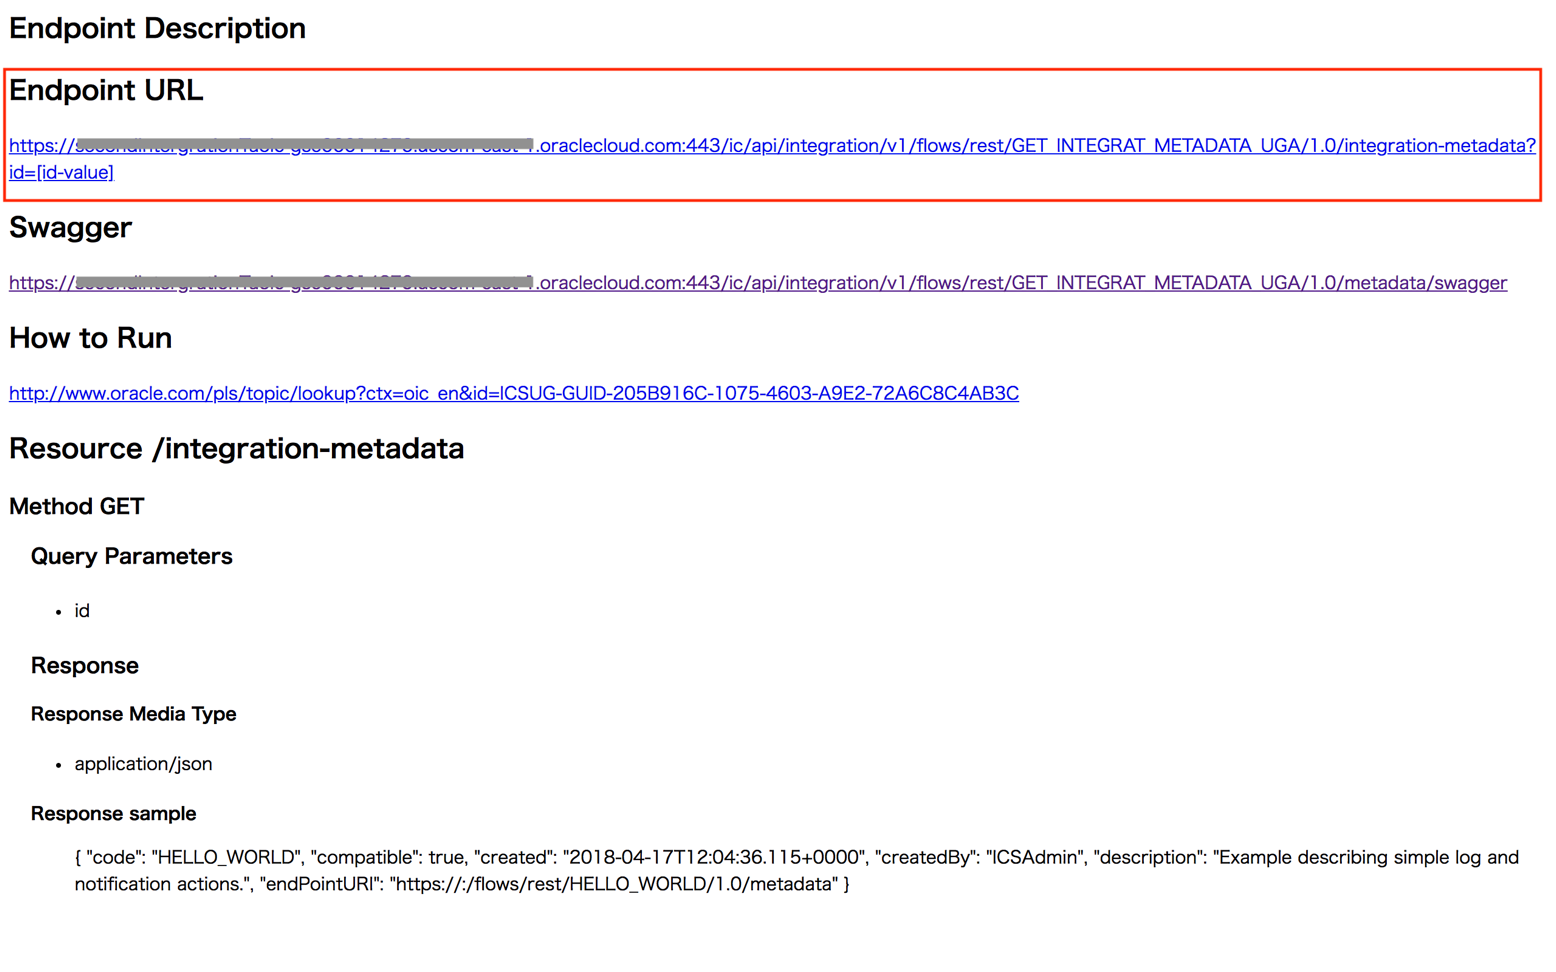 Endpoint Description
Endpoint URL
https://.oraclecloud.com:443/ic/api/integration/v1/flows/rest/GET_INTEGRAT_METADATA_UGA/1.0/integration-metadata?
id=[id-value]
Swagger
https://.oraclecloud.com:443/ic/api/integration/v1/flows/rest/GET_INTEGRAT_METADATA_UGA/1.0/metadata/swagger
How to Run
http://www.oracle.com/pls/topic/lookup?ctx=oic_en&id=ICSUG-GUID-205B916C-1075-4603-A9E2-72A6C8C4AB3C
Resource /integration-metadata
Method GET
Query Parameters
• id
Response
Response Media Type
• application/json
Response sample
{ "code": "HELLO_WORLD", "compatible": true, "created": "2018-04-17T12:04:36.115+0000", "createdBy": "ICSAdmin", "description": "Example describing simple log and
notification actions.", "endPointURI": "https://:/flows/rest/HELLO_WORLD/1.0/metadata" }